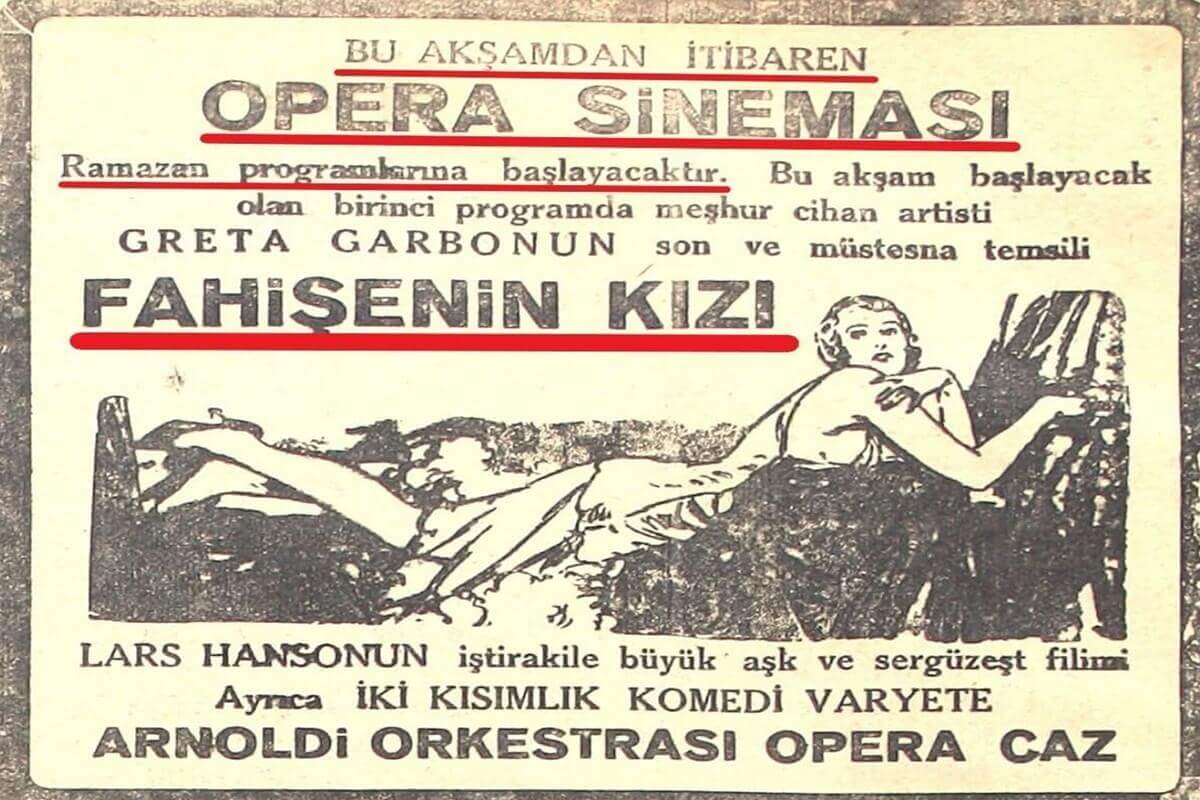 BU AKŞAMDAN İTİBAREN
OPERA SİNEMASI
Ramazan programlarına başlayacaktır. Bu akşam başlayacak
olan birinci programda meşhur cihan artisti
GRETA GARBONUN son ve müstesna temsili
FAHİŞENİN KIZI
LARS HANSONUN iştirakile büyük aşk ve sergüzeşt filimi
Ayrıca İKİ KISIMLIK KOMEDİ VARYETE
ARNOLDİ ORKESTRASI OPERA CAZ